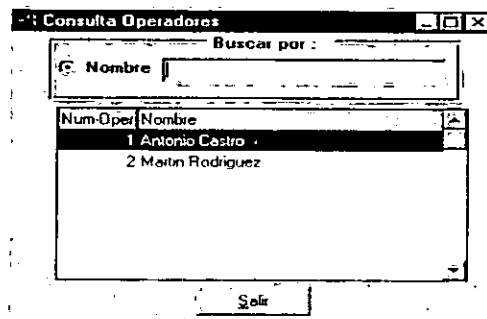 Consulta Operadores
Buscar por :
Nombre
Num-Oper Nombre
1 Antonio Castro
2 Martin Rodriguez
Salir